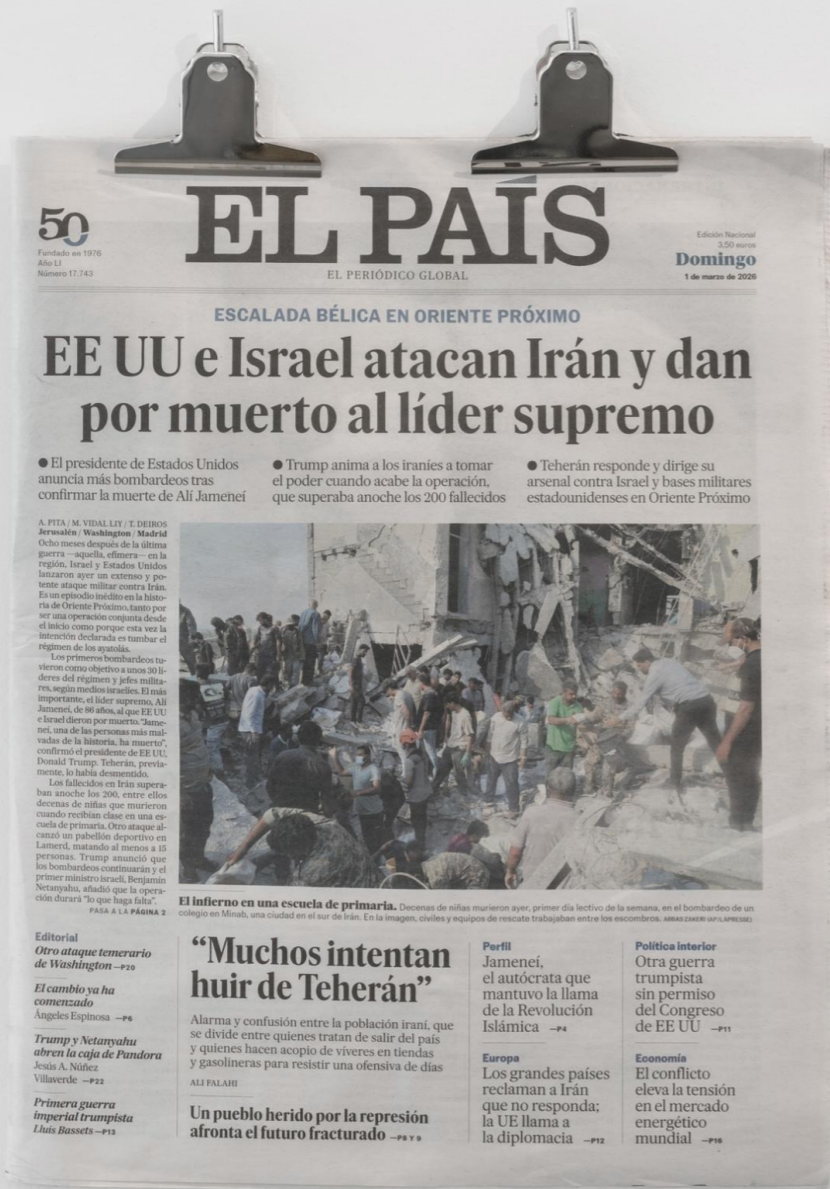 50
Fundado en 1976
Año LI
Número 17.743
EL PAÍS
EL PERIÓDICO GLOBAL
Edición Nacional
3,50 euros
Domingo
1 de marzo de 2026
ESCALADA BÉLICA EN ORIENTE PRÓXIMO
EE UU e Israel atacan Irán y dan
por muerto al líder supremo
● El presidente de Estados Unidos
anuncia más bombardeos tras
confirmar la muerte de Alí Jameneí
● Trump anima a los iraníes a tomar
el poder cuando acabe la operación,
que superaba anoche los 200 fallecidos
● Teherán responde y dirige su
arsenal contra Israel y bases militares
estadounidenses en Oriente Próximo
A. PITA / M. VIDAL LIY / T. DEIROS
Jerusalén / Washington / Madrid
Ocho meses después de la última
guerra —aquella, efímera— en la
región, Israel y Estados Unidos
lanzaron ayer un extenso y po-
tente ataque militar contra Irán.
Es un episodio inédito en la histo-
ria de Oriente Próximo, tanto por
ser una operación conjunta desde
el inicio como porque esta vez la
intención declarada es tumbar el
régimen de los ayatolás.
Los primeros bombardeos tu-
vieron como objetivo a unos 30 lí-
deres del régimen y jefes milita-
res, según medios israelíes. El más
importante, el líder supremo, Alí
Jameneí, de 86 años, al que EE UU
e Israel dieron por muerto. “Jame-
neí, una de las personas más mal-
vadas de la historia, ha muerto”,
confirmó el presidente de EE UU,
Donald Trump. Teherán, previa-
mente, lo había desmentido.
Los fallecidos en Irán supera-
ban anoche los 200, entre ellos
decenas de niñas que murieron
cuando recibían clase en una es-
cuela de primaria. Otro ataque al-
canzó un pabellón deportivo en
Lamerd, matando al menos a 15
personas. Trump anunció que
los bombardeos continuarán y el
primer ministro israelí, Benjamín
Netanyahu, añadió que la opera-
ción durará “lo que haga falta”.
PASA A LA PÁGINA 2
El infierno en una escuela de primaria. Decenas de niñas murieron ayer, primer día lectivo de la semana, en el bombardeo de un
colegio en Minab, una ciudad en el sur de Irán. En la imagen, civiles y equipos de rescate trabajaban entre los escombros. ABBAS ZAKERI (AP/LAPRESSE)
Editorial
Otro ataque temerario
de Washington —P20
El cambio ya ha
comenzado
Ángeles Espinosa —P6
Trump y Netanyahu
abren la caja de Pandora
Jesús A. Núñez
Villaverde —P22
Primera guerra
imperial trumpista
Lluís Bassets —P13
“Muchos intentan
huir de Teherán”
Alarma y confusión entre la población iraní, que
se divide entre quienes tratan de salir del país
y quienes hacen acopio de víveres en tiendas
y gasolineras para resistir una ofensiva de días
ALI FALAHI
Un pueblo herido por la represión
afronta el futuro fracturado —P8 Y 9
Perfil
Jameneí,
el autócrata que
mantuvo la llama
de la Revolución
Islámica —P4
Europa
Los grandes países
reclaman a Irán
que no responda;
la UE llama a
la diplomacia —P12
Política interior
Otra guerra
trumpista
sin permiso
del Congreso
de EE UU —P11
Economía
El conflicto
eleva la tensión
en el mercado
energético
mundial —P16